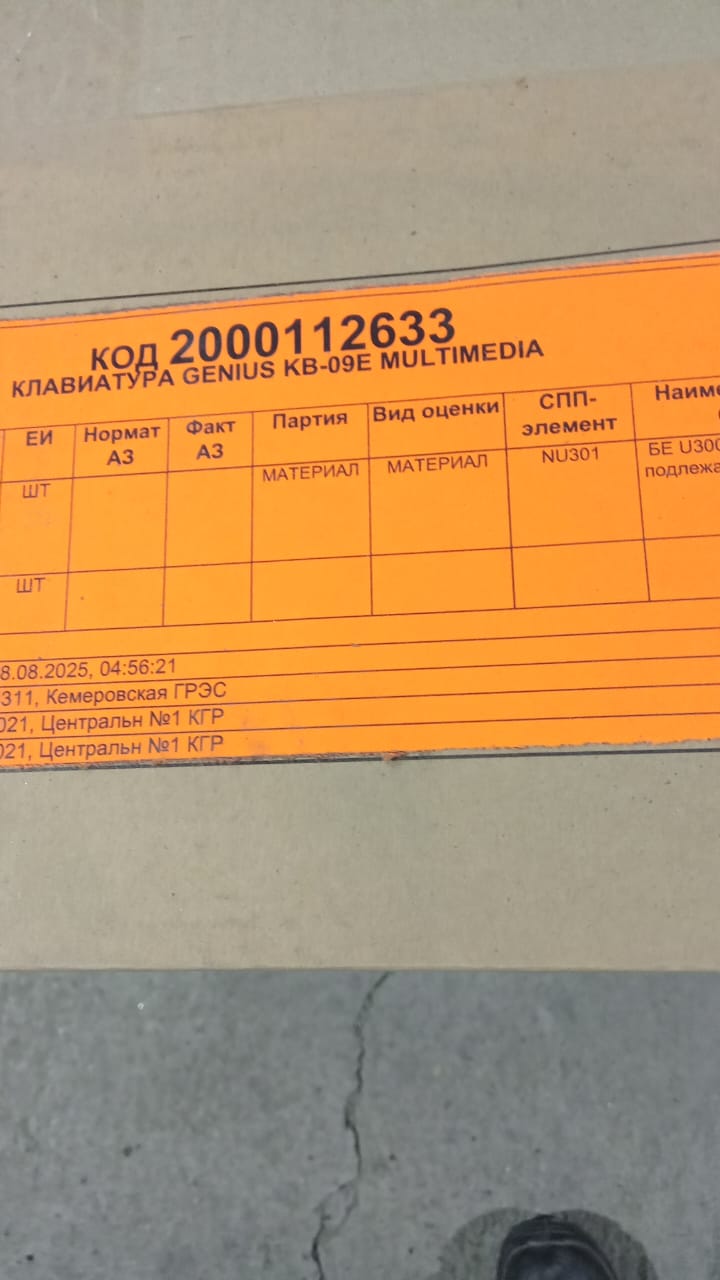 КОД 2000112633
КЛАВИАТУРА GENIUS KB-09E MULTIMEDIA
ЕИ Нормат АЗ Факт АЗ Партия Вид оценки СПП-элемент
ШТ МАТЕРИАЛ МАТЕРИАЛ NU301 БЕ
ШТ
8.08.2025, 04:56:21
311, Кемеровская ГРЭС
021, Центральн №1 КГР
021, Центральн №1 КГР